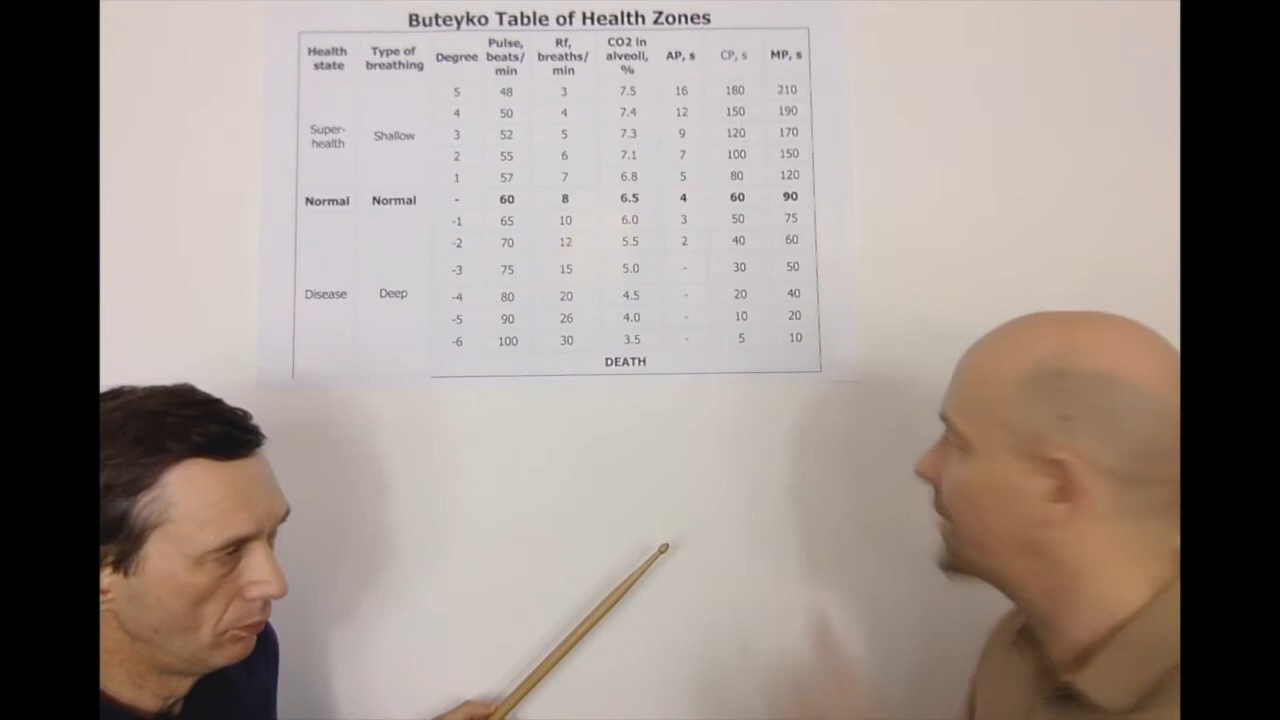 Buteyko Table of Health Zones
Health state Type of breathing Degree Pulse, beats/ min Rf, breaths/ min CO2 in alveoli, % AP, s CP, s MP, s
5 48 3 7.5 16 180 210
4 50 4 7.4 12 150 190
Super-health Shallow 3 52 5 7.3 9 120 170
2 55 6 7.1 7 100 150
1 57 7 6.8 5 80 120
Normal Normal - 60 8 6.5 4 60 90
-1 65 10 6.0 3 50 75
-2 70 12 5.5 2 40 60
-3 75 15 5.0 - 30 50
Disease Deep -4 80 20 4.5 - 20 40
-5 90 26 4.0 - 10 20
-6 100 30 3.5 - 5 10
DEATH